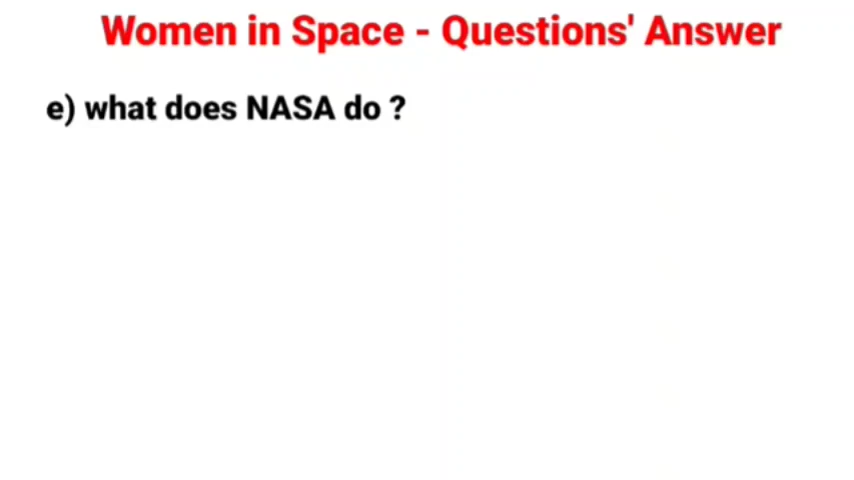 Women in Space - Questions' Answer
e) what does NASA do ?